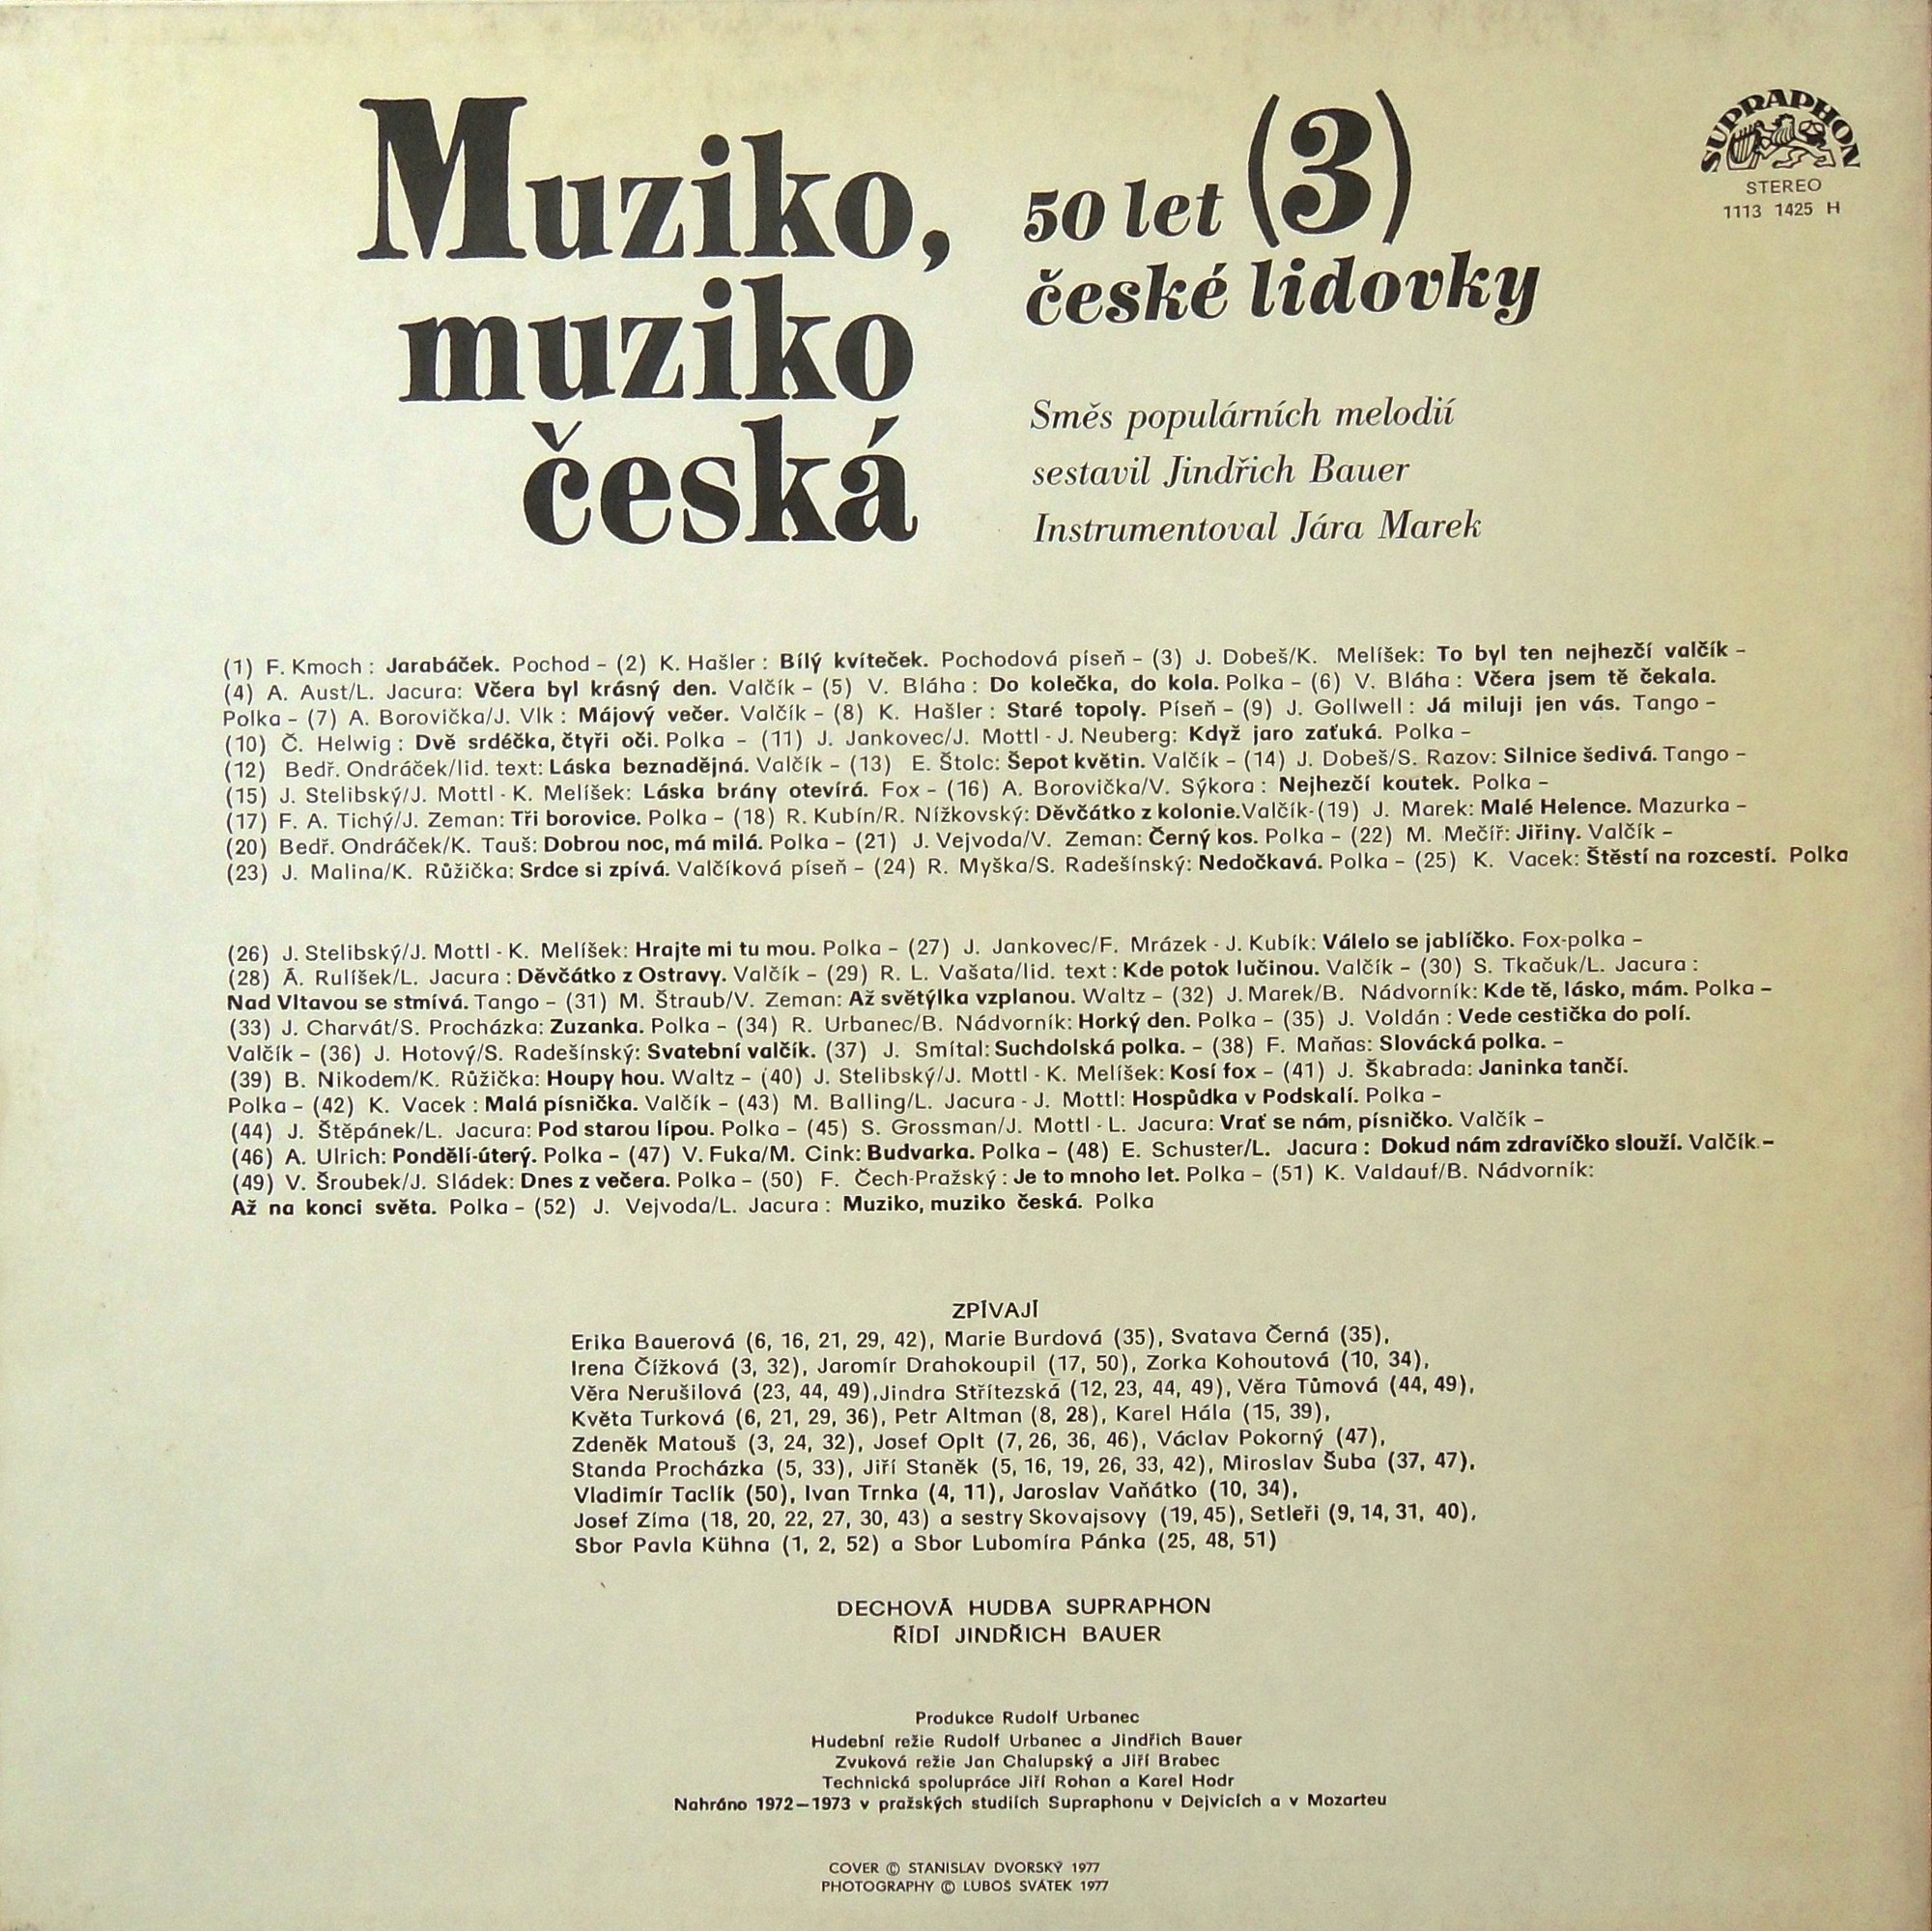 Muziko,
muziko
česká
50 let (3)
české lidovky
Směs populárních melodií
sestavil Jindřich Bauer
Instrumentoval Jára Marek
SUPRAPHON
STEREO
1113 1425 H
(1) F. Kmoch : Jarabáček. Pochod – (2) K. Hašler : Bílý kvíteček. Pochodová píseň – (3) J. Dobeš/K. Melíšek: To byl ten nejhezčí valčík –
(4) A. Aust/L. Jacura: Včera byl krásný den. Valčík – (5) V. Bláha : Do kolečka, do kola. Polka – (6) V. Bláha : Včera jsem tě čekala.
Polka – (7) A. Borovička/J. Vlk : Májový večer. Valčík – (8) K. Hašler : Staré topoly. Píseň – (9) J. Gollwell : Já miluji jen vás. Tango –
(10) Č. Helwig : Dvě srdéčka, čtyři oči. Polka – (11) J. Jankovec/J. Mottl - J. Neuberg: Když jaro zaťuká. Polka –
(12) Bedř. Ondráček/lid. text: Láska beznadějná. Valčík – (13) E. Štolc: Šepot květin. Valčík – (14) J. Dobeš/S. Razov: Silnice šedivá. Tango –
(15) J. Stelibský/J. Mottl - K. Melíšek: Láska brány otevírá. Fox – (16) A. Borovička/V. Sýkora : Nejhezčí koutek. Polka –
(17) F. A. Tichý/J. Zeman: Tři borovice. Polka – (18) R. Kubín/R. Nížkovský: Děvčátko z kolonie.Valčík-(19) J. Marek: Malé Helence. Mazurka –
(20) Bedř. Ondráček/K. Tauš: Dobrou noc, má milá. Polka – (21) J. Vejvoda/V. Zeman: Černý kos. Polka – (22) M. Mečíř: Jiřiny. Valčík –
(23) J. Malina/K. Růžička: Srdce si zpívá. Valčíková píseň – (24) R. Myška/S. Radešínský: Nedočkavá. Polka – (25) K. Vacek: Štěstí na rozcestí. Polka
(26) J. Stelibský/J. Mottl - K. Melíšek: Hrajte mi tu mou. Polka – (27) J. Jankovec/F. Mrázek - J. Kubík: Válelo se jablíčko. Fox-polka –
(28) A. Rulíšek/L. Jacura : Děvčátko z Ostravy. Valčík – (29) R. L. Vašata/lid. text : Kde potok lučinou. Valčík – (30) S. Tkačuk/L. Jacura :
Nad Vltavou se stmívá. Tango – (31) M. Štraub/V. Zeman: Až světýlka vzplanou. Waltz – (32) J. Marek/B. Nádvorník: Kde tě, lásko, mám. Polka –
(33) J. Charvát/S. Procházka: Zuzanka. Polka – (34) R. Urbanec/B. Nádvorník: Horký den. Polka – (35) J. Voldán : Vede cestička do polí.
Valčík – (36) J. Hotový/S. Radešínský: Svatební valčík. (37) J. Smítal: Suchdolská polka. – (38) F. Maňas: Slovácká polka. –
(39) B. Nikodem/K. Růžička: Houpy hou. Waltz – (40) J. Stelibský/J. Mottl - K. Melíšek: Kosí fox – (41) J. Škabrada: Janinka tančí.
Polka – (42) K. Vacek : Malá písnička. Valčík – (43) M. Balling/L. Jacura - J. Mottl: Hospůdka v Podskalí. Polka –
(44) J. Štěpánek/L. Jacura: Pod starou lípou. Polka – (45) S. Grossman/J. Mottl - L. Jacura: Vrať se nám, písničko. Valčík –
(46) A. Ulrich: Pondělí-úterý. Polka – (47) V. Fuka/M. Cink: Budvarka. Polka – (48) E. Schuster/L. Jacura : Dokud nám zdravíčko slouží. Valčík. –
(49) V. Šroubek/J. Sládek: Dnes z večera. Polka – (50) F. Čech-Pražský : Je to mnoho let. Polka – (51) K. Valdauf/B. Nádvorník:
Až na konci světa. Polka – (52) J. Vejvoda/L. Jacura : Muziko, muziko česká. Polka
ZPÍVAJÍ
Erika Bauerová (6, 16, 21, 29, 42), Marie Burdová (35), Svatava Černá (35),
Irena Čížková (3, 32), Jaromír Drahokoupil (17, 50), Zorka Kohoutová (10, 34),
Věra Nerušilová (23, 44, 49),Jindra Střítezská (12, 23, 44, 49), Věra Tůmová (44, 49),
Květa Turková (6, 21, 29, 36), Petr Altman (8, 28), Karel Hála (15, 39),
Zdeněk Matouš (3, 24, 32), Josef Oplt (7, 26, 36, 46), Václav Pokorný (47),
Standa Procházka (5, 33), Jiří Staněk (5, 16, 19, 26, 33, 42), Miroslav Šuba (37, 47),
Vladimír Taclík (50), Ivan Trnka (4, 11), Jaroslav Vaňátko (10, 34),
Josef Zíma (18, 20, 22, 27, 30, 43) a sestry Skovajsovy (19, 45), Setleři (9, 14, 31, 40),
Sbor Pavla Kühna (1, 2, 52) a Sbor Lubomíra Pánka (25, 48, 51)
DECHOVÁ HUDBA SUPRAPHON
ŘÍDÍ JINDŘICH BAUER
Produkce Rudolf Urbanec
Hudební režie Rudolf Urbanec a Jindřich Bauer
Zvuková režie Jan Chalupský a Jiří Brabec
Technická spolupráce Jiří Rohan a Karel Hodr
Nahráno 1972–1973 v pražských studiích Supraphonu v Dejvicích a v Mozarteu
COVER © STANISLAV DVORSKÝ 1977
PHOTOGRAPHY © LUBOŠ SVÁTEK 1977